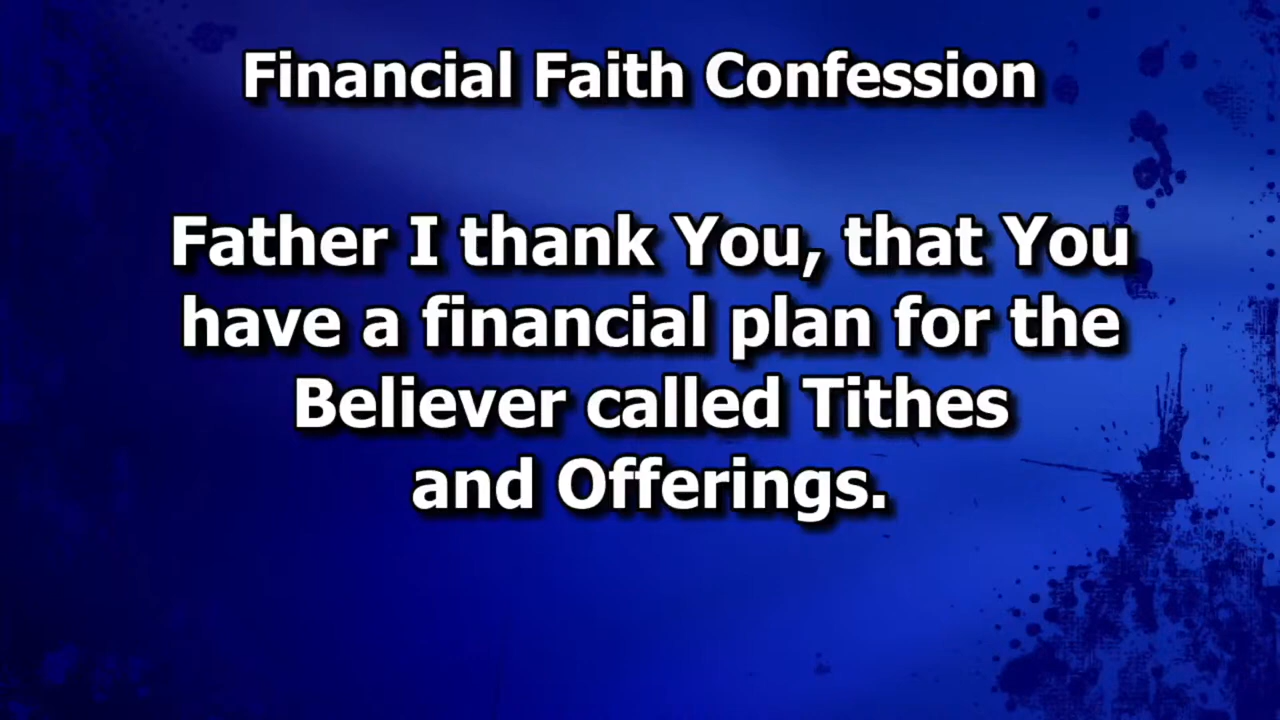 Financial Faith Confession
Father I thank You, that You
have a financial plan for the
Believer called Tithes
and Offerings.